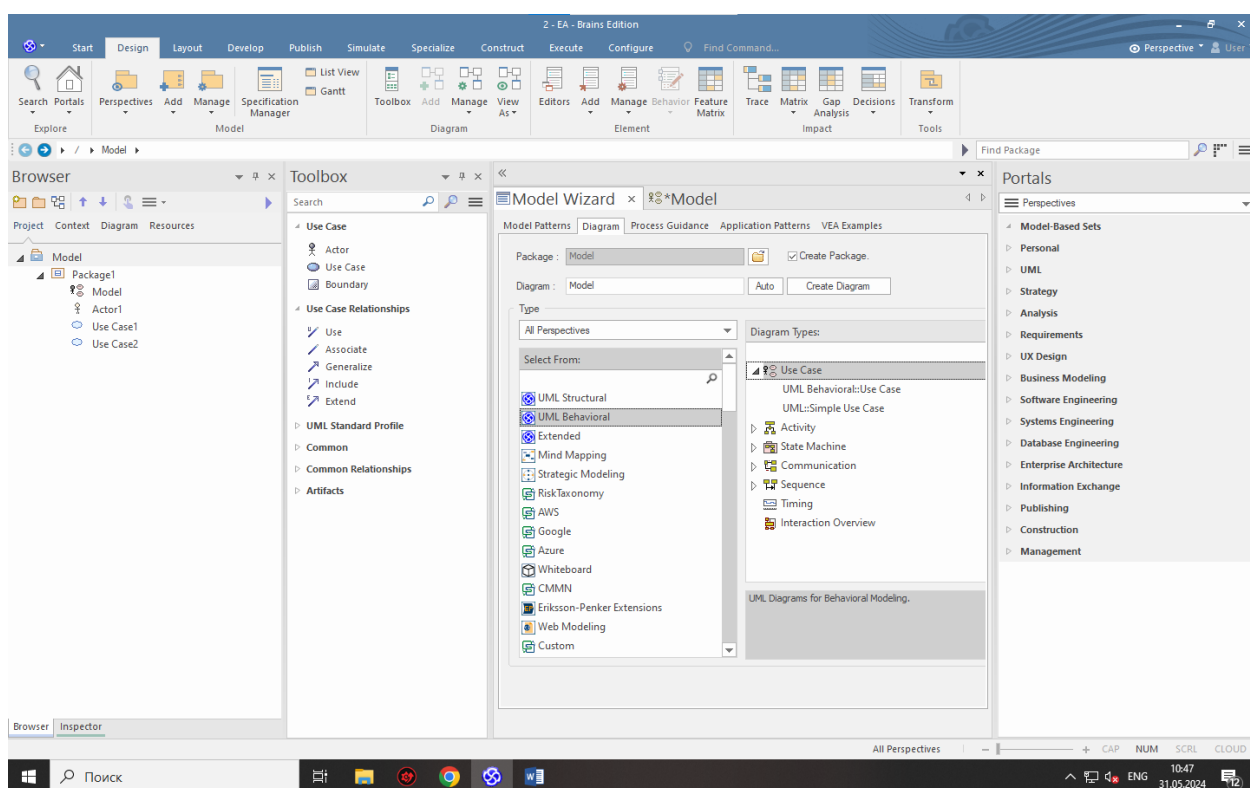 2 - EA - Brains Edition
Start Design Layout Develop Publish Simulate Specialize Construct Execute Configure Find Command... Perspective User
Search Portals Perspectives Add Manage Specification Manager List View Gantt Toolbox Add Manage View As Editors Add Manage Behavior Feature Matrix Trace Matrix Gap Analysis Decisions Transform
Explore Model Diagram Element Impact Tools
/ Model Find Package
Browser
Project Context Diagram Resources
Model
Package1
Model
Actor1
Use Case1
Use Case2
Browser Inspector
Toolbox
Search
Use Case
Actor
Use Case
Boundary
Use Case Relationships
Use
Associate
Generalize
Include
Extend
UML Standard Profile
Common
Common Relationships
Artifacts
Model Wizard × *Model
Model Patterns Diagram Process Guidance Application Patterns VEA Examples
Package : Model Create Package.
Diagram : Model Auto Create Diagram
Type
All Perspectives
Select From:
UML Structural
UML Behavioral
Extended
Mind Mapping
Strategic Modeling
RiskTaxonomy
AWS
Google
Azure
Whiteboard
CMMN
Eriksson-Penker Extensions
Web Modeling
Custom
Diagram Types:
Use Case
UML Behavioral::Use Case
UML::Simple Use Case
Activity
State Machine
Communication
Sequence
Timing
Interaction Overview
UML Diagrams for Behavioral Modeling.
Portals
Perspectives
Model-Based Sets
Personal
UML
Strategy
Analysis
Requirements
UX Design
Business Modeling
Software Engineering
Systems Engineering
Database Engineering
Enterprise Architecture
Information Exchange
Publishing
Construction
Management
All Perspectives CAP NUM SCRL CLOUD
Поиск ENG 10:47
31.05.2024 12